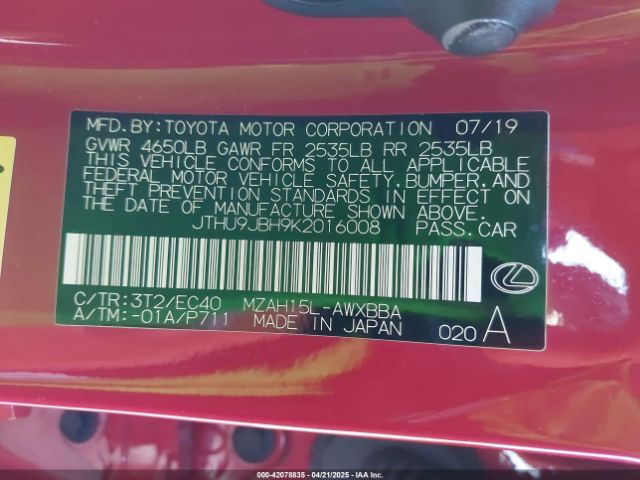 MFD.BY:TOYOTA MOTOR CORPORATION 07/19
GVWR 4650LB GAWR FR 2535LB RR 2535LB
THIS VEHICLE CONFORMS TO ALL APPLICABLE
FEDERAL MOTOR VEHICLE SAFETY,BUMPER,AND
THEFT PREVENTION STANDARDS IN EFFECT ON
THE DATE OF MANUFACTURE SHOWN ABOVE.
JTHU9JBH9K2016008 PASS.CAR
C/TR:3T2/EC40 MZAH15L-AWXBBA
A/TM:-01A/P711 MADE IN JAPAN 020 A
000-42078835 - 04/21/2025 - IAA, Inc.